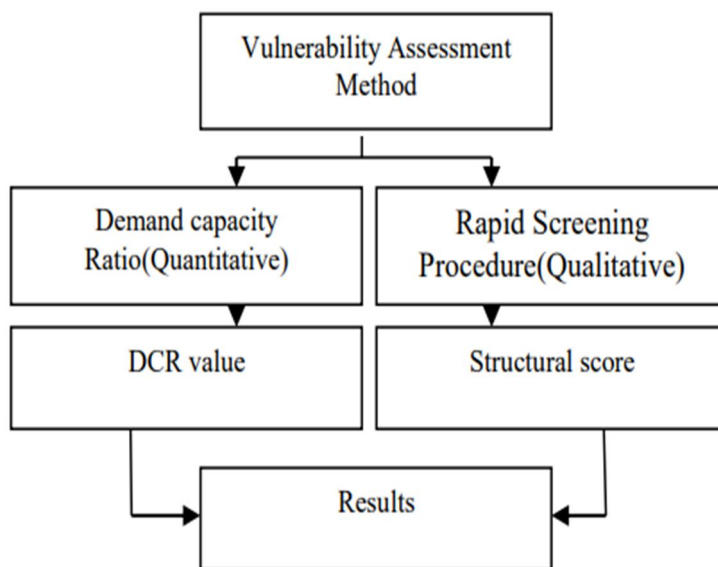 Vulnerability Assessment
Method
Demand capacity
Ratio(Quantitative)
Rapid Screening
Procedure(Qualitative)
DCR value
Structural score
Results